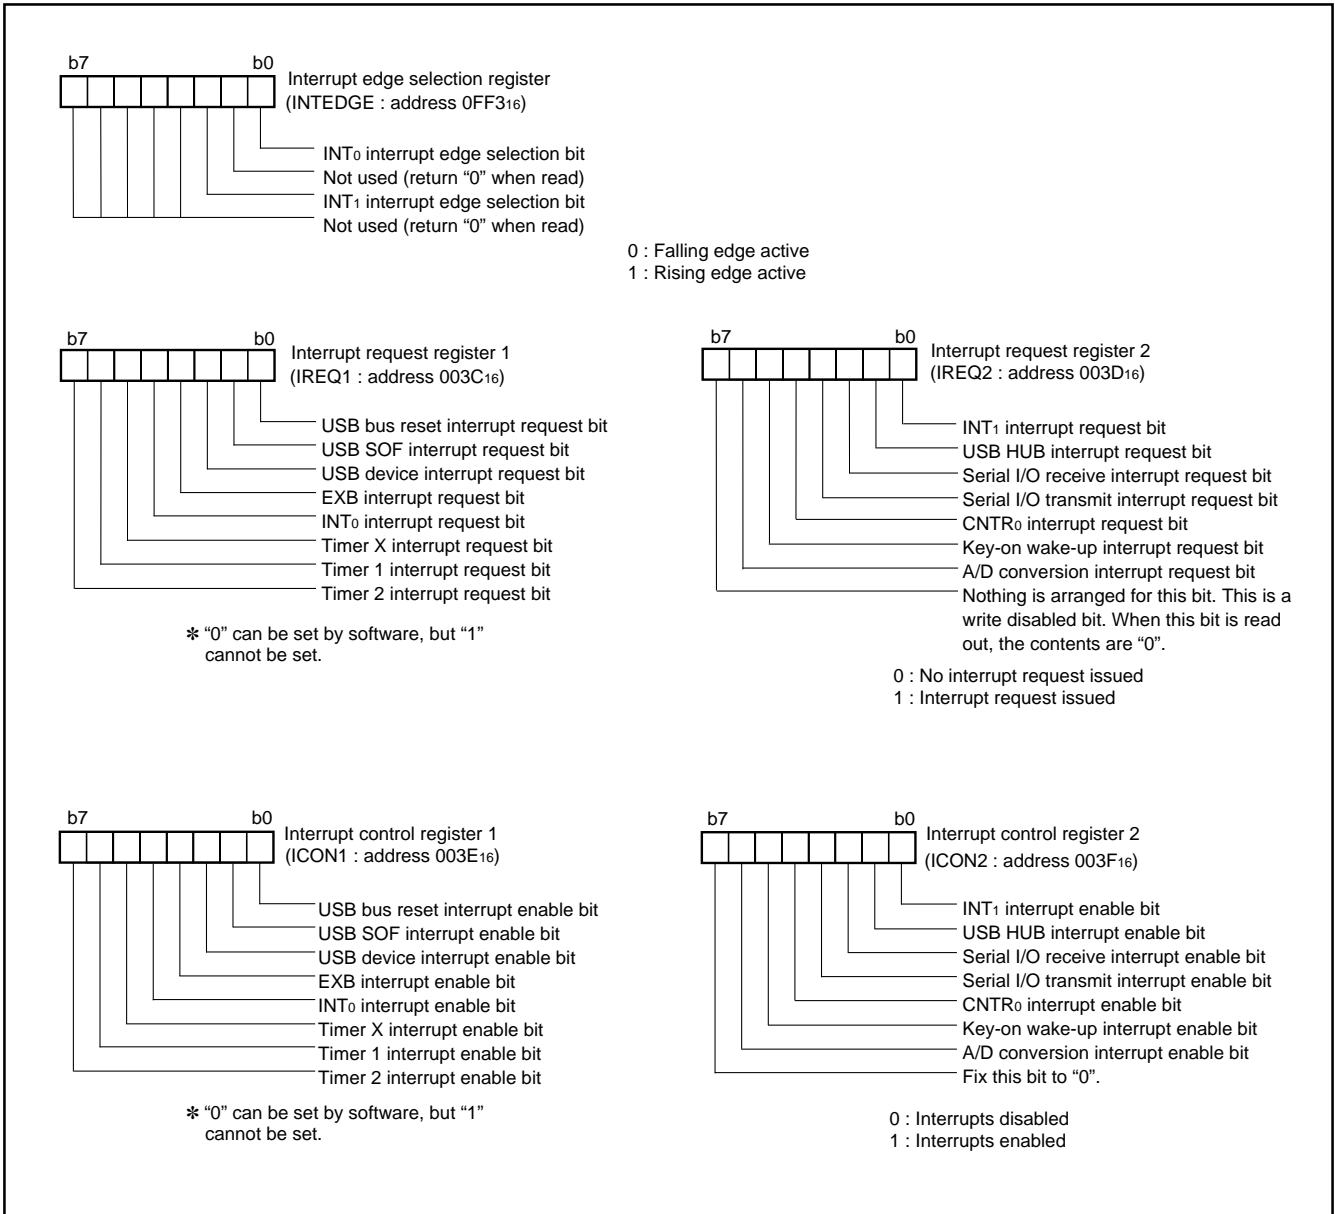 b7 b0
Interrupt edge selection register
(INTEDGE : address 0FF316)
INT0 interrupt edge selection bit
Not used (return “0” when read)
INT1 interrupt edge selection bit
Not used (return “0” when read)
0 : Falling edge active
1 : Rising edge active
b7 b0
Interrupt request register 1
(IREQ1 : address 003C16)
USB bus reset interrupt request bit
USB SOF interrupt request bit
USB device interrupt request bit
EXB interrupt request bit
INT0 interrupt request bit
Timer X interrupt request bit
Timer 1 interrupt request bit
Timer 2 interrupt request bit
✻ “0” can be set by software, but “1”
cannot be set.
b7 b0
Interrupt request register 2
(IREQ2 : address 003D16)
INT1 interrupt request bit
USB HUB interrupt request bit
Serial I/O receive interrupt request bit
Serial I/O transmit interrupt request bit
CNTR0 interrupt request bit
Key-on wake-up interrupt request bit
A/D conversion interrupt request bit
Nothing is arranged for this bit. This is a
write disabled bit. When this bit is read
out, the contents are “0”.
0 : No interrupt request issued
1 : Interrupt request issued
b7 b0
Interrupt control register 1
(ICON1 : address 003E16)
USB bus reset interrupt enable bit
USB SOF interrupt enable bit
USB device interrupt enable bit
EXB interrupt enable bit
INT0 interrupt enable bit
Timer X interrupt enable bit
Timer 1 interrupt enable bit
Timer 2 interrupt enable bit
✻ “0” can be set by software, but “1”
cannot be set.
b7 b0
Interrupt control register 2
(ICON2 : address 003F16)
INT1 interrupt enable bit
USB HUB interrupt enable bit
Serial I/O receive interrupt enable bit
Serial I/O transmit interrupt enable bit
CNTR0 interrupt enable bit
Key-on wake-up interrupt enable bit
A/D conversion interrupt enable bit
Fix this bit to “0”.
0 : Interrupts disabled
1 : Interrupts enabled